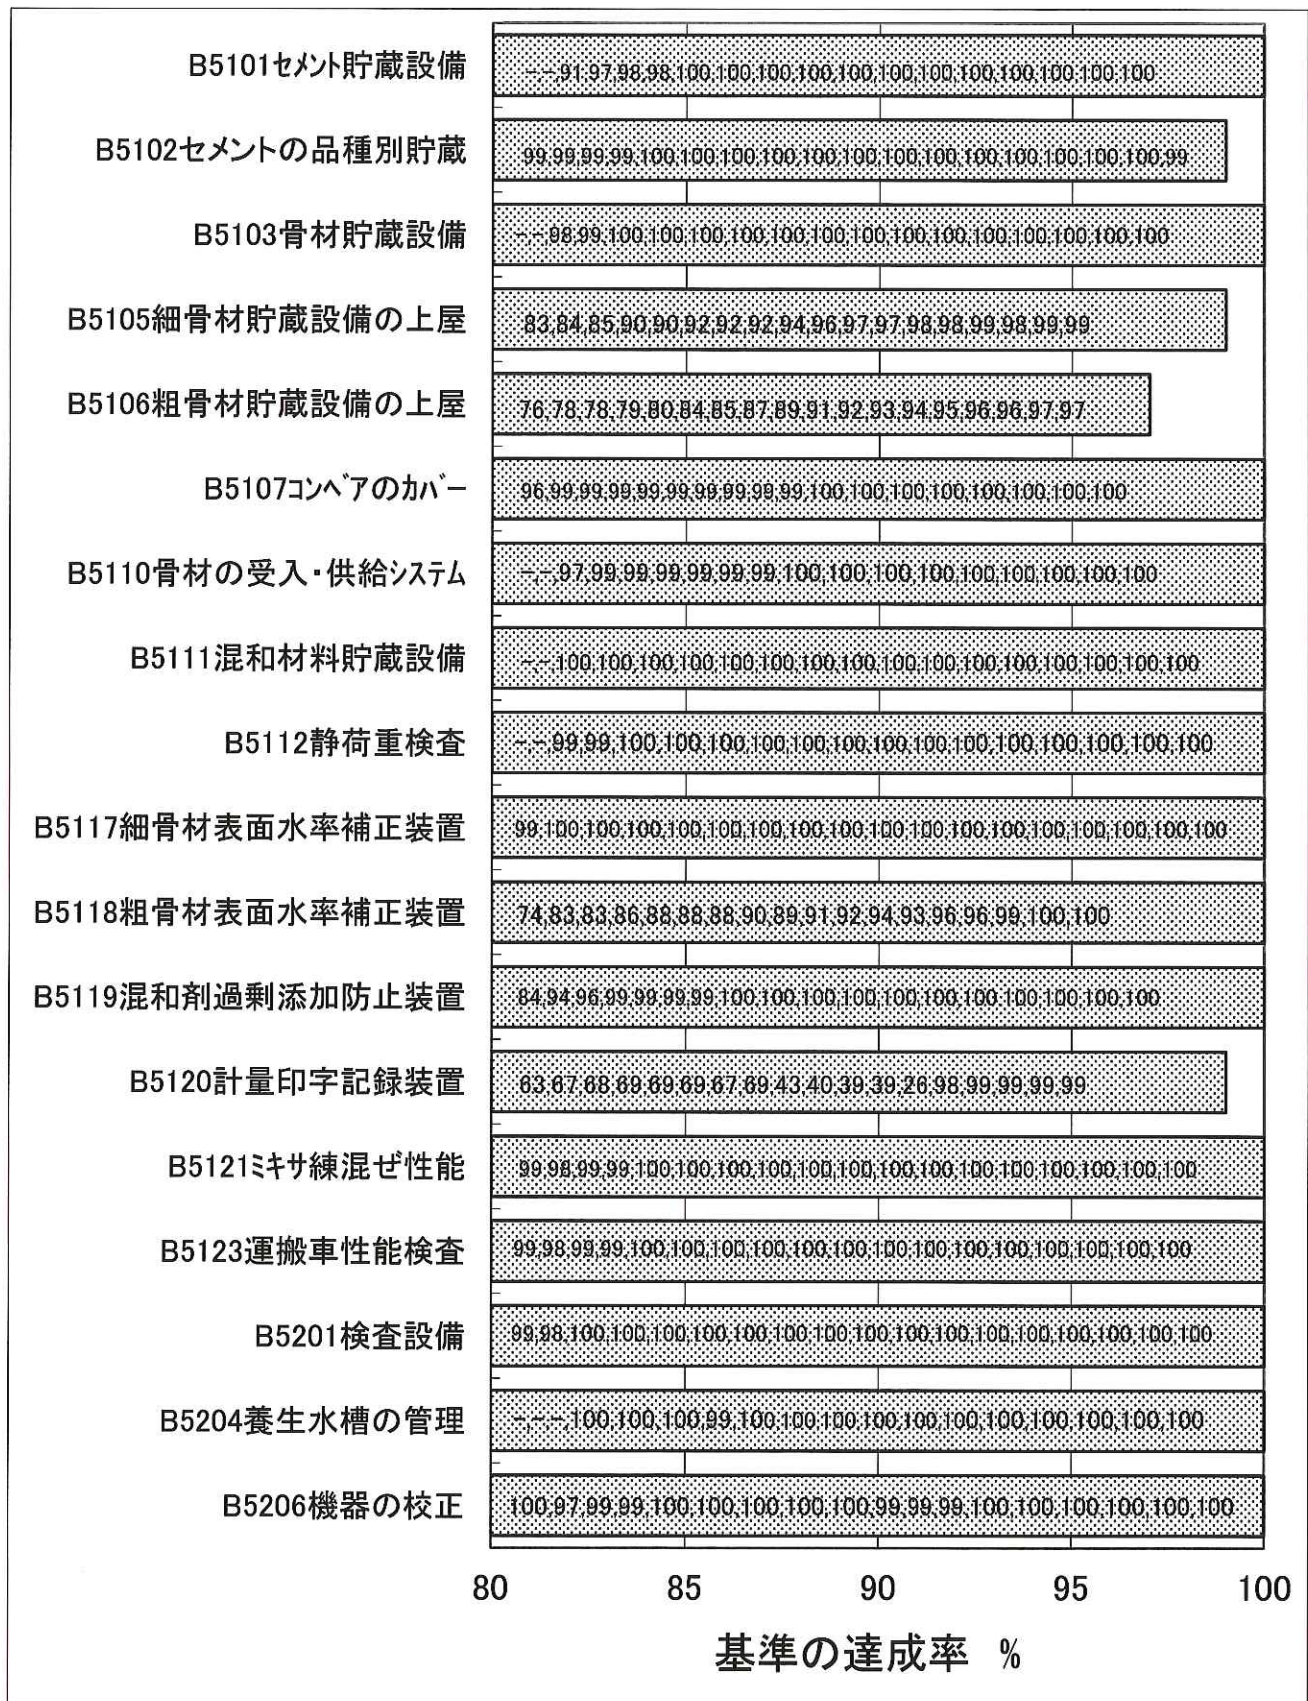 B5101セメント貯蔵設備 -,-,91,97,98,98,100,100,100,100,100,100,100,100,100,100,100,100
B5102セメントの品種別貯蔵 99,99,99,99,100,100,100,100,100,100,100,100,100,100,100,100,100,99
B5103骨材貯蔵設備 -,-,98,99,100,100,100,100,100,100,100,100,100,100,100,100,100,100
B5105細骨材貯蔵設備の上屋 83,84,85,90,90,92,92,92,94,96,97,97,98,98,99,98,99,99
B5106粗骨材貯蔵設備の上屋 76,78,78,79,80,84,85,87,89,91,92,93,94,95,96,96,97,97
B5107コンベアのカバー 96,99,99,99,99,99,99,99,99,99,100,100,100,100,100,100,100,100
B5110骨材の受入・供給システム -,-,97,99,99,99,99,99,99,100,100,100,100,100,100,100,100,100
B5111混和材料貯蔵設備 -,-,100,100,100,100,100,100,100,100,100,100,100,100,100,100,100,100
B5112静荷重検査 -,-,99,99,100,100,100,100,100,100,100,100,100,100,100,100,100,100
B5117細骨材表面水率補正装置 99,100,100,100,100,100,100,100,100,100,100,100,100,100,100,100,100,100
B5118粗骨材表面水率補正装置 74,83,83,86,88,88,88,90,89,91,92,94,93,96,96,99,100,100
B5119混和剤過剰添加防止装置 84,94,96,99,99,99,99,100,100,100,100,100,100,100,100,100,100,100
B5120計量印字記録装置 63,67,68,69,69,69,67,69,43,40,39,39,26,98,99,99,99,99
B5121ミキサ練混ぜ性能 99,98,99,99,100,100,100,100,100,100,100,100,100,100,100,100,100,100
B5123運搬車性能検査 99,98,99,99,100,100,100,100,100,100,100,100,100,100,100,100,100,100
B5201検査設備 99,98,100,100,100,100,100,100,100,100,100,100,100,100,100,100,100,100
B5204養生水槽の管理 -,-,-,100,100,100,99,100,100,100,100,100,100,100,100,100,100,100
B5206機器の校正 100,97,99,99,100,100,100,100,100,99,99,99,100,100,100,100,100,100
80 85 90 95 100
基準の達成率 %